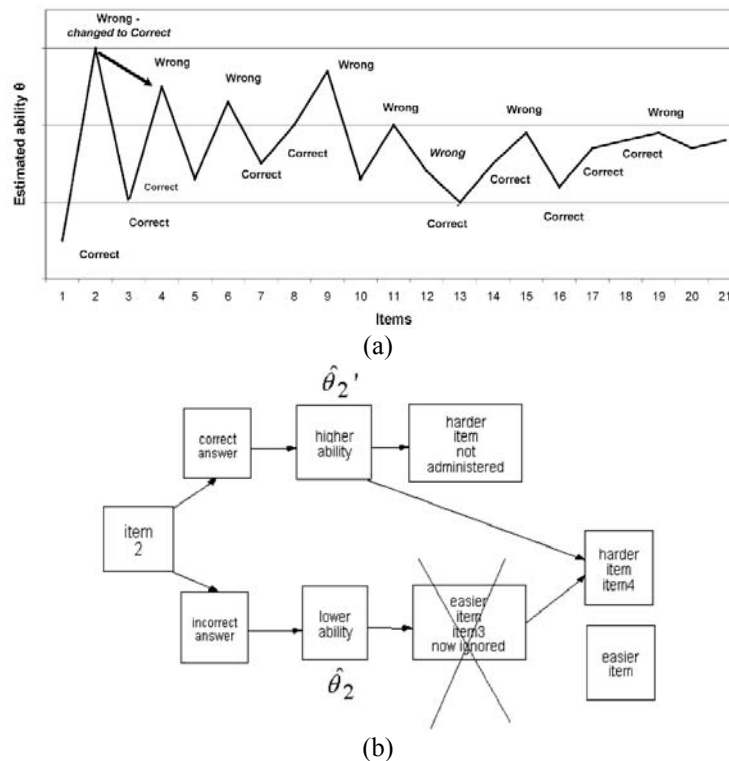 Wrong -
changed to Correct
Wrong
Wrong
Wrong
Wrong
Wrong
Wrong
Wrong
Correct
Correct
Correct
Correct
Correct
Correct
Correct
Correct
Correct
Correct
Correct
Estimated ability θ
1 2 3 4 5 6 7 8 9 10 11 12 13 14 15 16 17 18 19 20 21
Items
(a)
θ̂₂'
correct
answer
higher
ability
harder
item
not
administered
item
2
harder
item
item4
incorrect
answer
lower
ability
easier
item
item3
now ignored
easier
item
θ̂₂
(b)